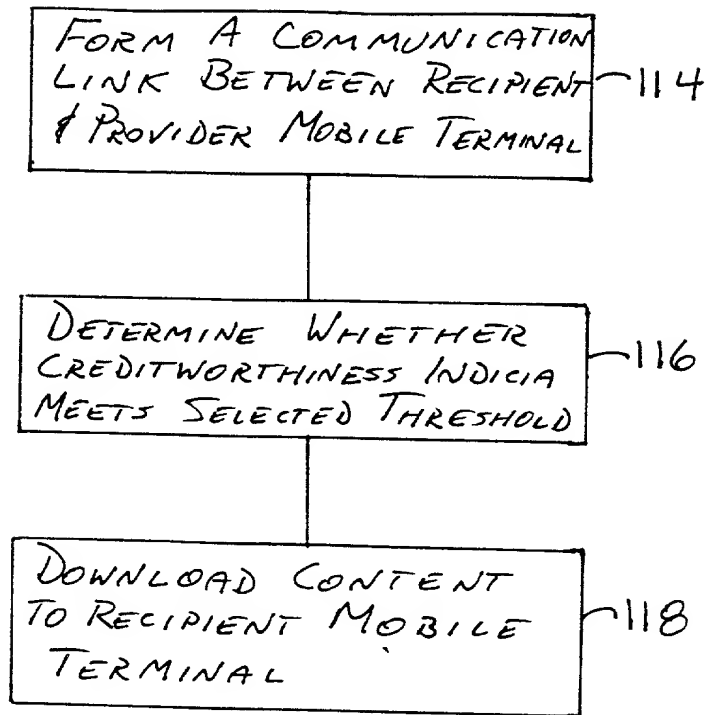 FORM A COMMUNICATION
LINK BETWEEN RECIPIENT
& PROVIDER MOBILE TERMINAL
114
DETERMINE WHETHER
CREDITWORTHINESS INDICIA
MEETS SELECTED THRESHOLD
116
DOWNLOAD CONTENT
TO RECIPIENT MOBILE
TERMINAL
118